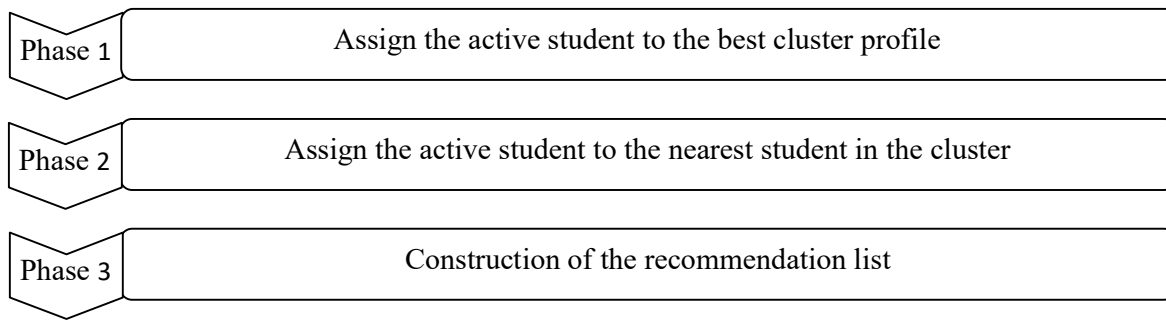 Phase 1
Assign the active student to the best cluster profile
Phase 2
Assign the active student to the nearest student in the cluster
Phase 3
Construction of the recommendation list